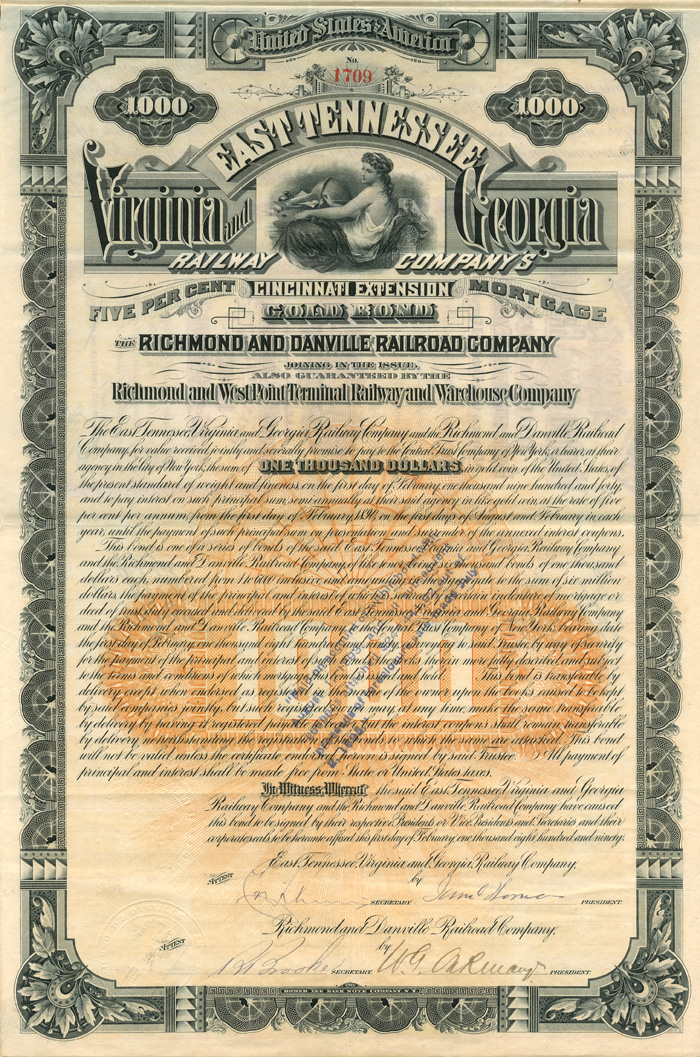 United States of America
No.
1709
1000 1000
EAST TENNESSEE
Virginia and Georgia
RAILWAY COMPANY'S
FIVE PER CENT CINCINNATI EXTENSION MORTGAGE
GOLD BOND
THE RICHMOND AND DANVILLE RAILROAD COMPANY
JOINING IN THE ISSUE.
ALSO GUARANTEED BY THE
Richmond and West Point Terminal Railway and Warehouse Company
The East Tennessee, Virginia and Georgia Railway Company and the Richmond and Danville Railroad
Company, for value received, jointly and severally promise to pay to the Central Trust Company of New York, or bearer, at their
agency in the City of New York, the sum of ONE THOUSAND DOLLARS in gold coin of the United States, of
the present standard of weight and fineness, on the first day of February, one thousand nine hundred and forty
and to pay interest on such principal sum, semi annually, at their said agency in the like gold coin, at the rate of five
per cent per annum, from the first day of February 1890, on the first days of August and February in each
year, until the payment of such principal sum, on presentation and surrender of the annexed interest coupons.
This bond is one of a series of bonds of the said East Tennessee, Virginia and Georgia Railway Company
and the Richmond and Danville Railroad Company, of like tenor and date, being six thousand bonds of one thousand
dollars each, numbered from 1 to 6000 inclusive and amounting in the aggregate to the sum of six million
dollars, the payment of the principal and interest of which is secured by a certain indenture of mortgage or
deed of trust, duly executed and delivered by the said East Tennessee, Virginia and Georgia Railway Company
and the Richmond and Danville Railroad Company, to the Central Trust Company of New York, bearing date
the first day of February, one thousand eight hundred and ninety, conveying to said Trustee by way of security
for the payment of the principal and interest of said bonds, the stocks therein more fully described and subject
to the terms and conditions of which mortgage this bond is issued and held. This bond is transferable by
delivery, except when endorsed as registered in the name of the owner upon the books caused to be kept
by said companies jointly, but such registered owner may at any time make the same transferable
by delivery by having it registered payable to bearer; but the interest coupons shall remain transferable
by delivery, notwithstanding the registry of the bonds to which the same are annexed. This bond
will not be valid unless the certificate endorsed hereon is signed by said Trustee. All payment of
principal and interest shall be made free from State or United States taxes.
In Witness Whereof, the said East Tennessee, Virginia and Georgia
Railway Company and the Richmond and Danville Railroad Company have caused
this bond to be signed by their respective Presidents or Vice Presidents and Secretaries and their
corporate seals to be hereunto affixed this first day of February, one thousand eight hundred and ninety.
East Tennessee, Virginia and Georgia Railway Company,
ATTEST by
SECRETARY PRESIDENT.
Richmond and Danville Railroad Company,
ATTEST by
SECRETARY PRESIDENT
HOMER LEE BANK NOTE COMPANY N.Y.